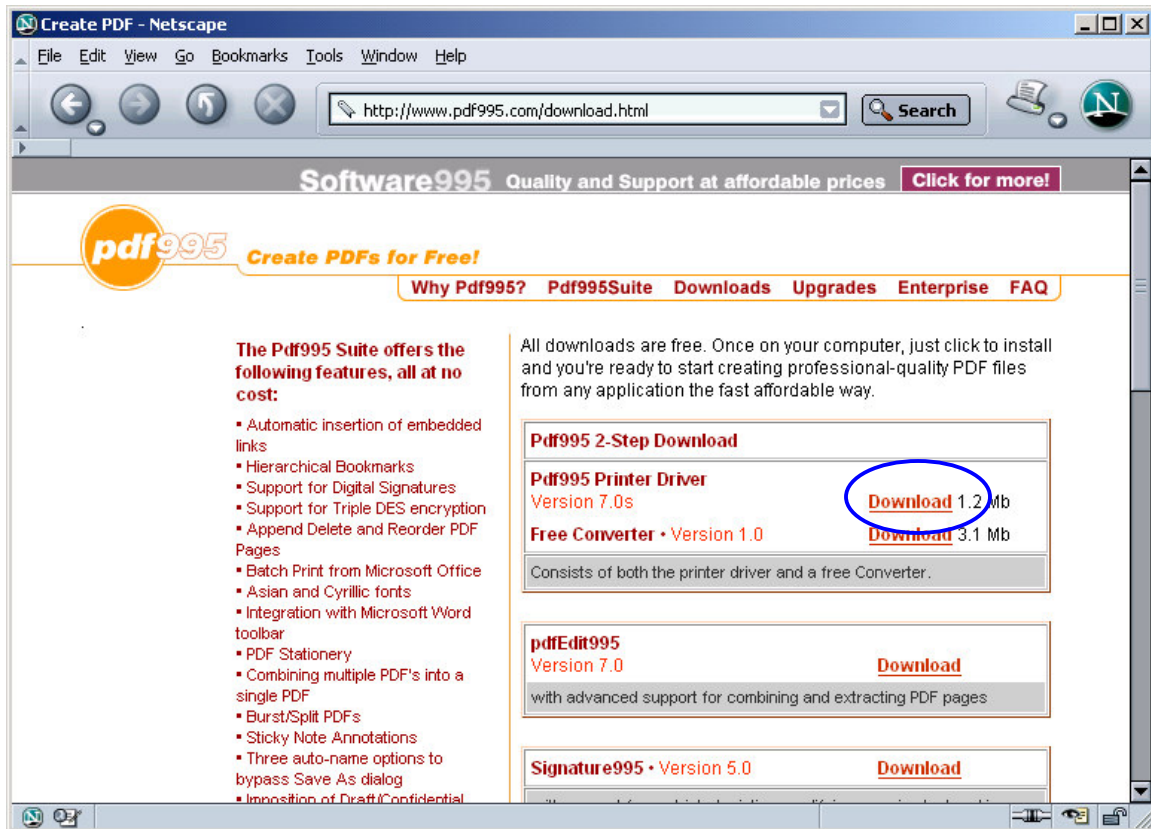 Create PDF - Netscape
File Edit View Go Bookmarks Tools Window Help
http://www.pdf995.com/download.html
Search
N
Software995 Quality and Support at affordable prices Click for more!
pdf995 Create PDFs for Free!
Why Pdf995? Pdf995Suite Downloads Upgrades Enterprise FAQ
The Pdf995 Suite offers the
following features, all at no
cost:
▪ Automatic insertion of embedded
links
▪ Hierarchical Bookmarks
▪ Support for Digital Signatures
▪ Support for Triple DES encryption
▪ Append Delete and Reorder PDF
Pages
▪ Batch Print from Microsoft Office
▪ Asian and Cyrillic fonts
▪ Integration with Microsoft Word
toolbar
▪ PDF Stationery
▪ Combining multiple PDF's into a
single PDF
▪ Burst/Split PDFs
▪ Sticky Note Annotations
▪ Three auto-name options to
bypass Save As dialog
▪ Imposition of Draft/Confidential
All downloads are free. Once on your computer, just click to install
and you're ready to start creating professional-quality PDF files
from any application the fast affordable way.
Pdf995 2-Step Download
Pdf995 Printer Driver
Version 7.0s Download 1.2 Mb
Free Converter • Version 1.0 Download 3.1 Mb
Consists of both the printer driver and a free Converter.
pdfEdit995
Version 7.0 Download
with advanced support for combining and extracting PDF pages
Signature995 • Version 5.0 Download